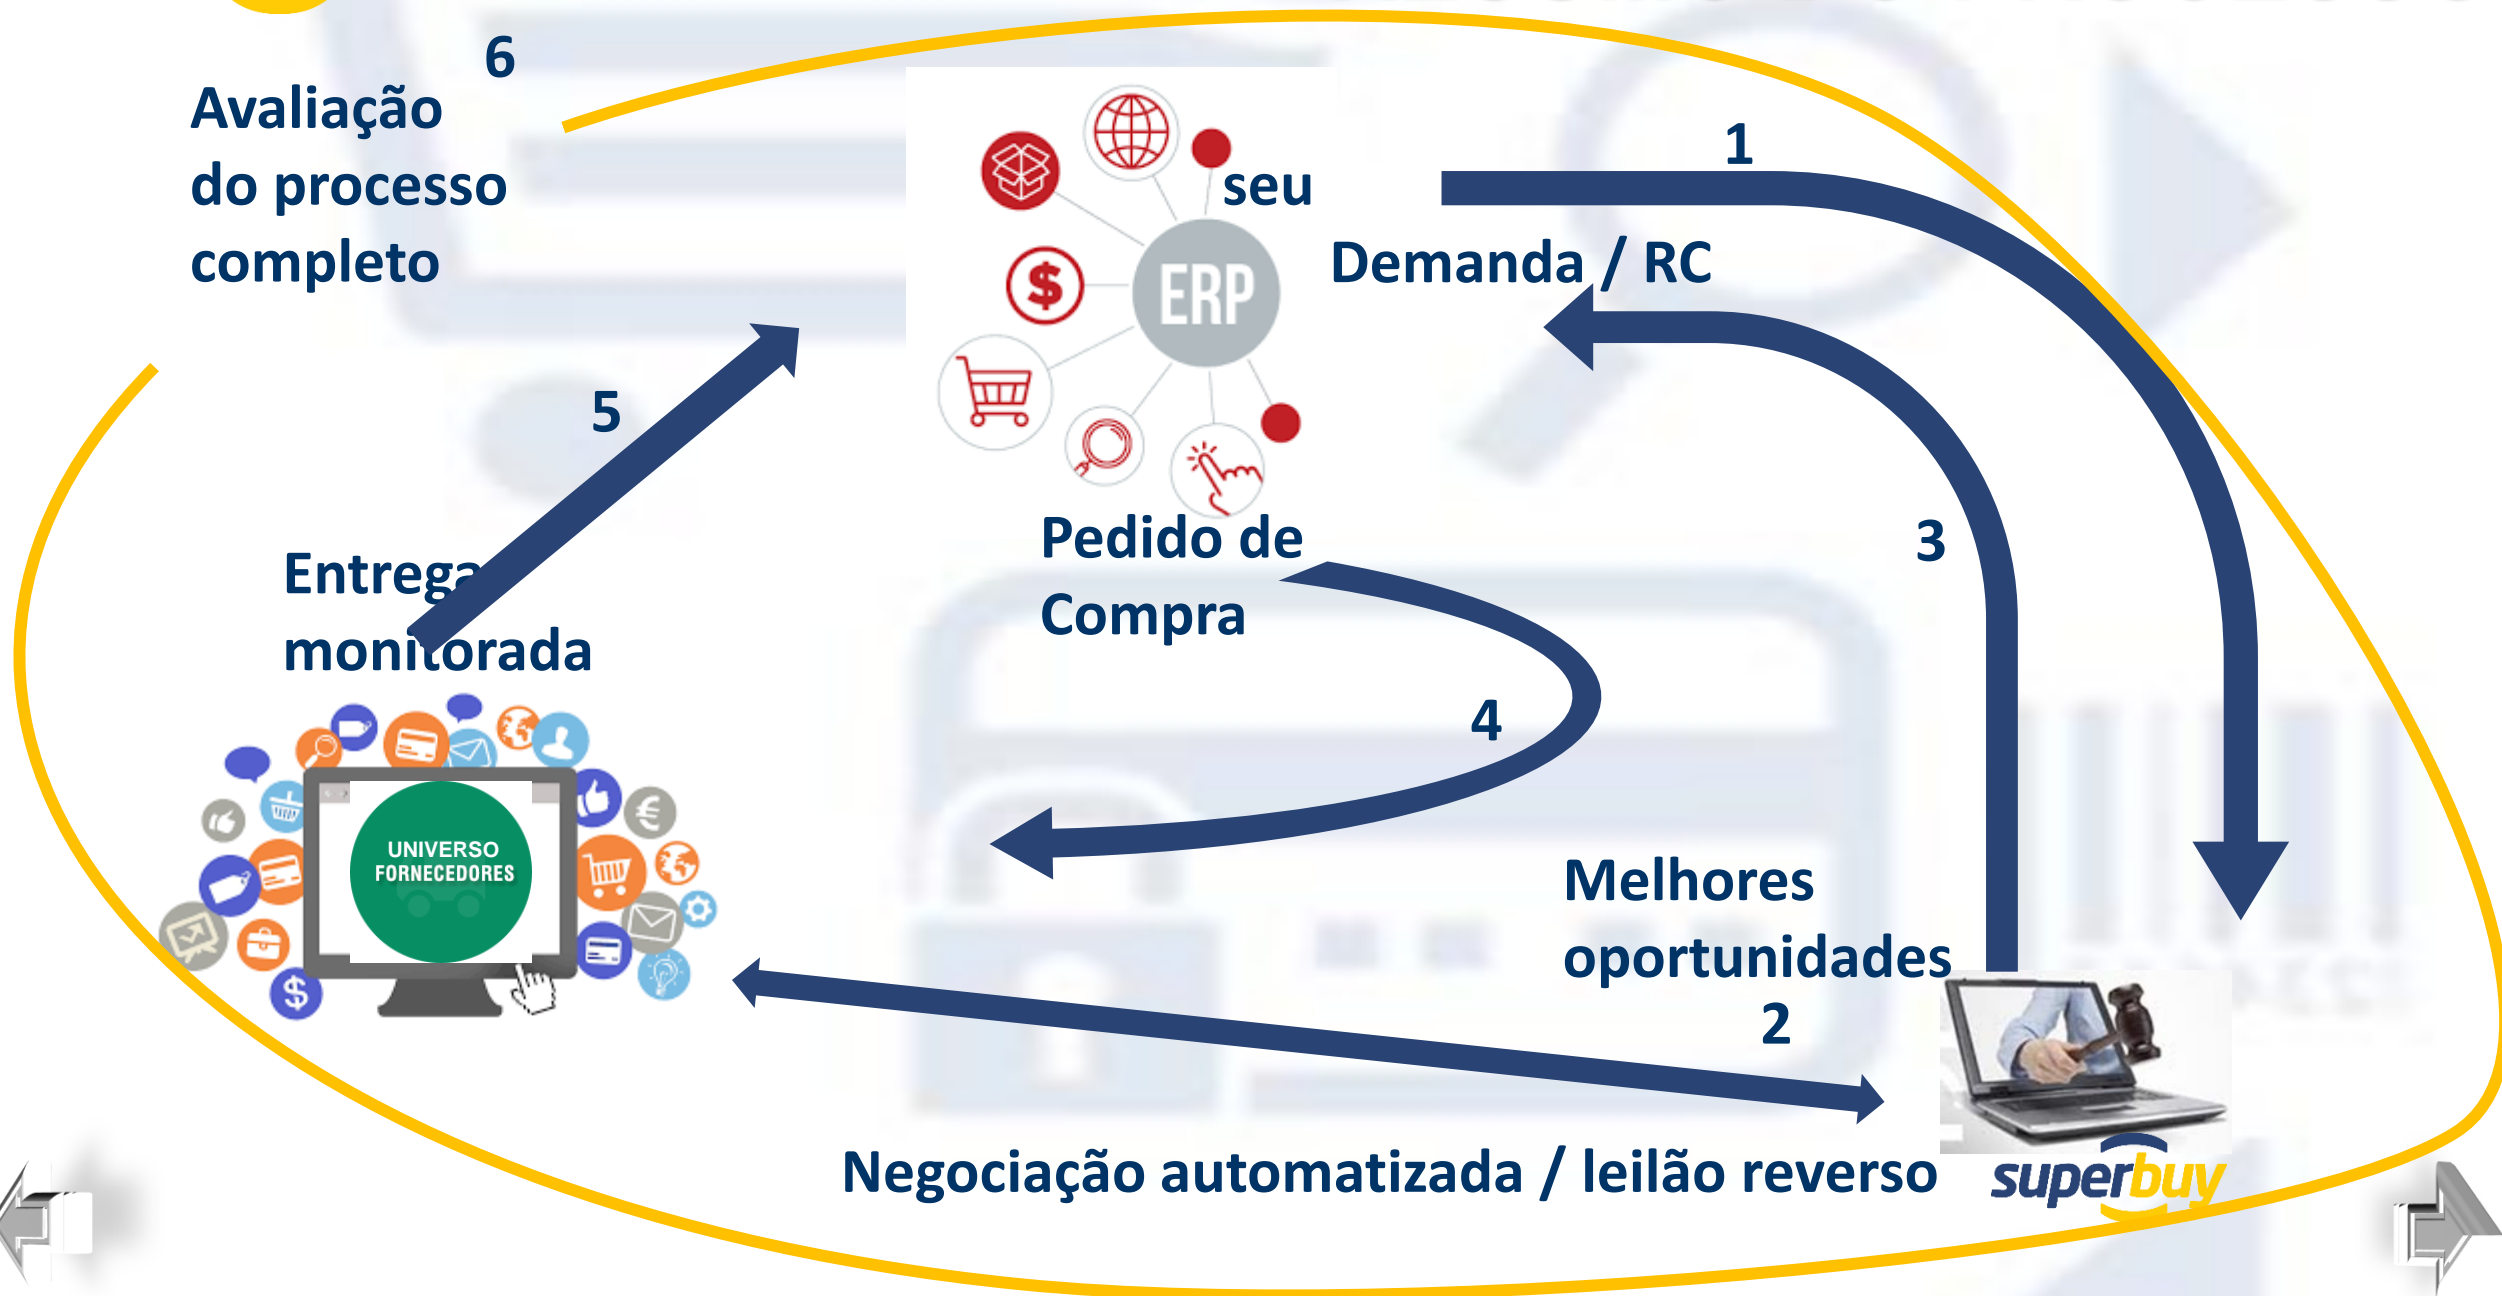 6
Avaliação
do processo
completo
seu
ERP
1
Demanda / RC
5
3
Pedido de
Compra
Entrega
monitorada
4
UNIVERSO
FORNECEDORES
Melhores
oportunidades
2
Negociação automatizada / leilão reverso
superbuy